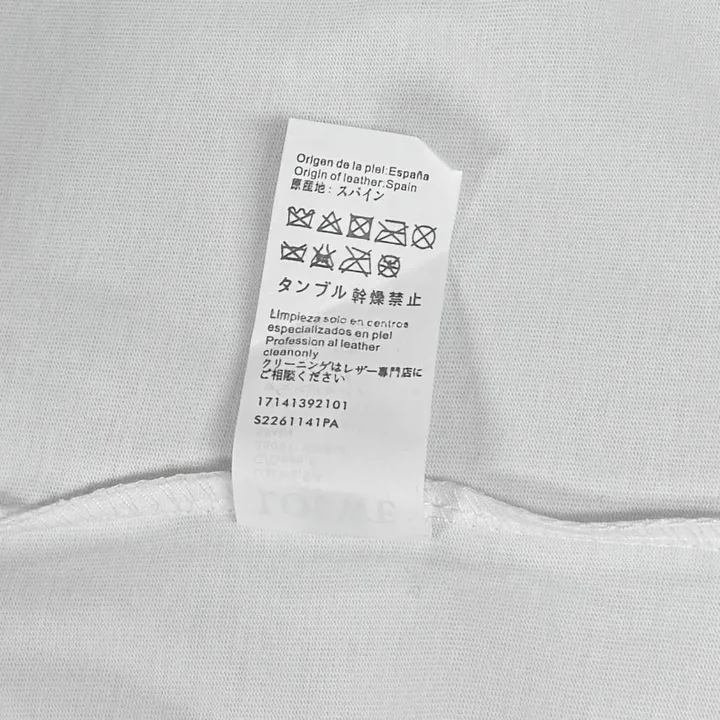 Origen de la piel:España
Origin of leather:Spain
原産地：スパイン
タンブル幹燥禁止
Limpieza solo en centros
especializados en piel
Profession al leather
cleanonly
クリーニングはレザー専門店に
ご相談ください
17141392101
S2261141PA